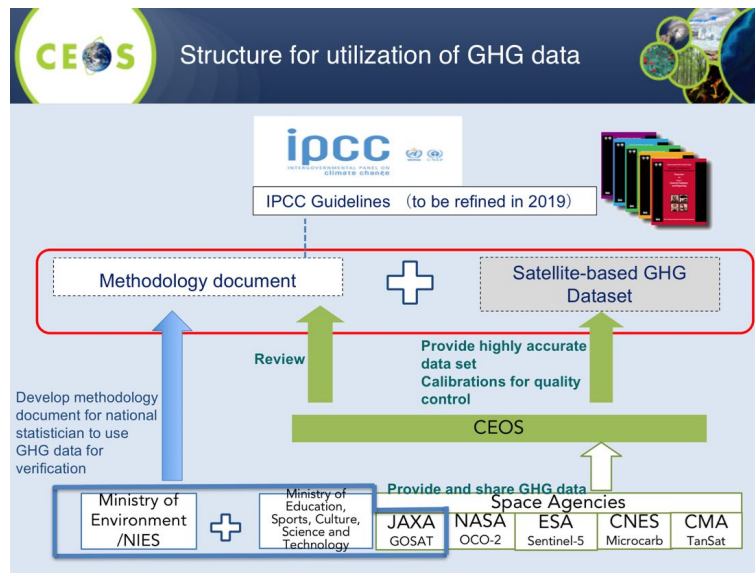 CEOS
Structure for utilization of GHG data
ipcc
INTERGOVERNMENTAL PANEL ON
climate change
IPCC Guidelines （to be refined in 2019）
Methodology document
Satellite-based GHG
Dataset
Review
Provide highly accurate
data set
Calibrations for quality
control
Develop methodology
document for national
statistician to use
GHG data for
verification
CEOS
Provide and share GHG data
Ministry of
Environment
/NIES
Ministry of
Education,
Sports, Culture,
Science and
Technology
Space Agencies
JAXA
GOSAT
NASA
OCO-2
ESA
Sentinel-5
CNES
Microcarb
CMA
TanSat